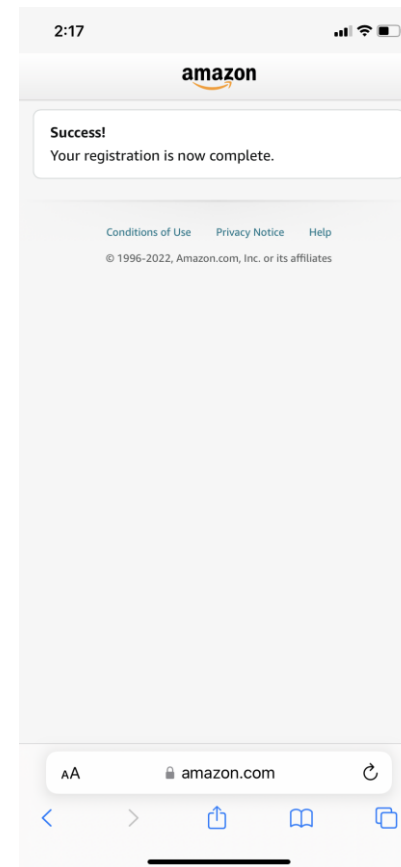 2:17
amazon
Success!
Your registration is now complete.
Conditions of Use Privacy Notice Help
© 1996-2022, Amazon.com, Inc. or its affiliates
AA amazon.com